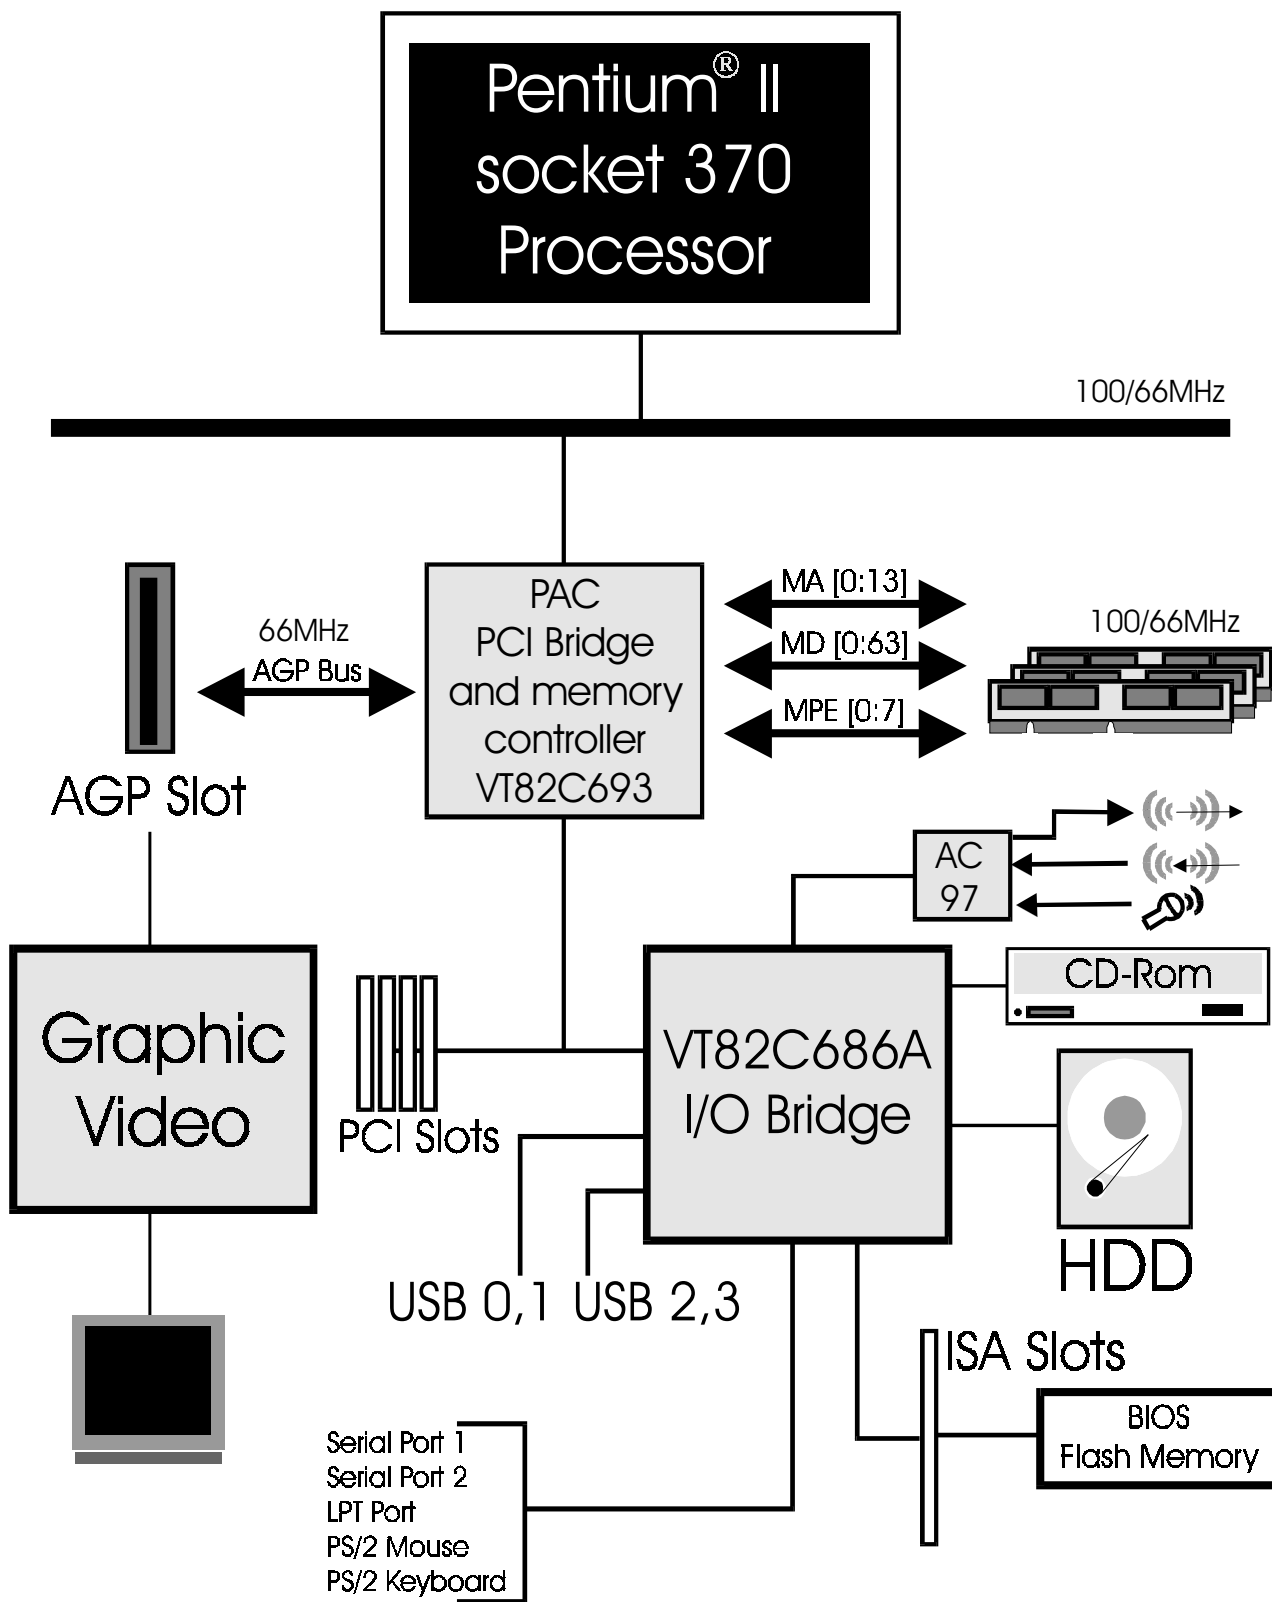 Pentium® II
socket 370
Processor
100/66MHz
PAC
PCI Bridge
and memory
controller
VT82C693
66MHz
AGP Bus
AGP Slot
MA [0:13]
MD [0:63]
MPE [0:7]
100/66MHz
AC
97
CD-Rom
Graphic
Video
PCI Slots
VT82C686A
I/O Bridge
HDD
USB 0,1
USB 2,3
ISA Slots
BIOS
Flash Memory
Serial Port 1
Serial Port 2
LPT Port
PS/2 Mouse
PS/2 Keyboard